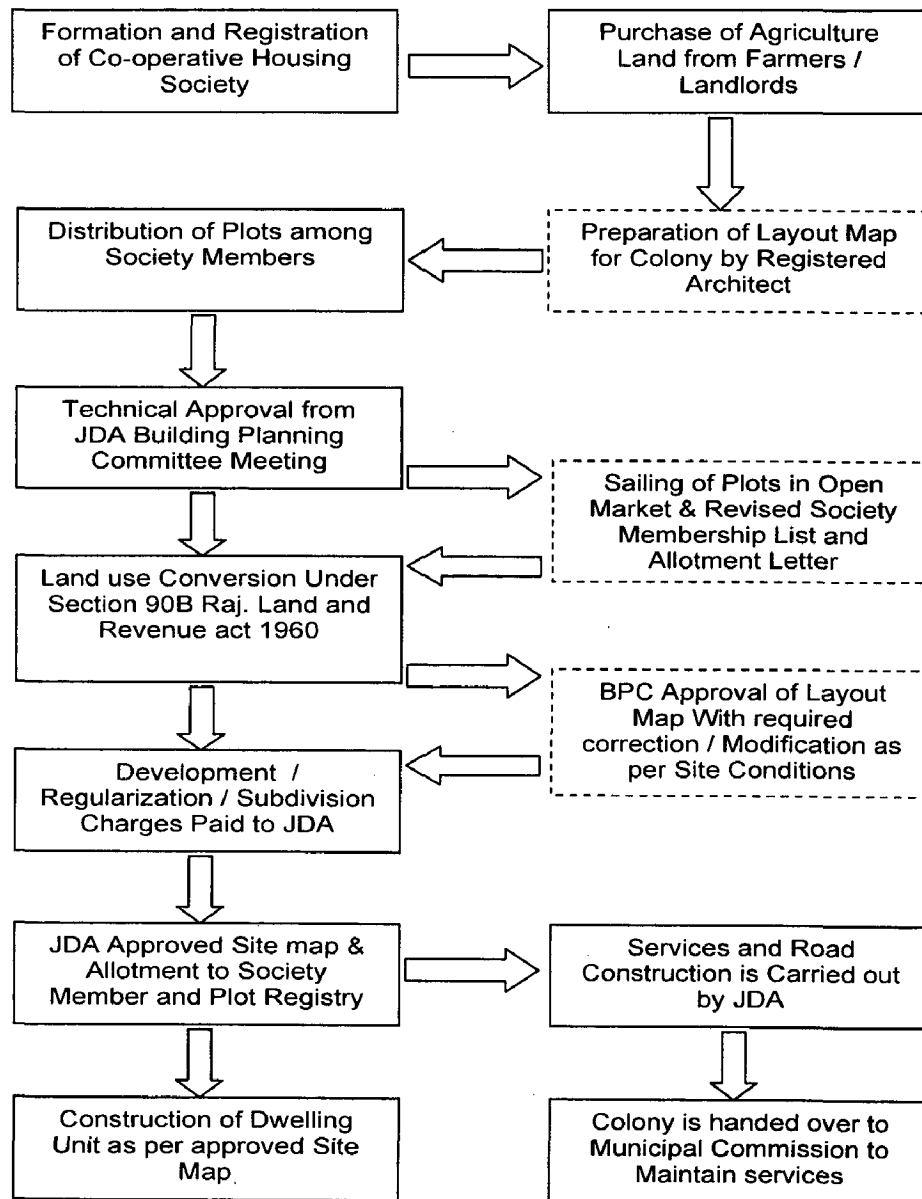 Formation and Registration
of Co-operative Housing
Society
Purchase of Agriculture
Land from Farmers /
Landlords
Distribution of Plots among
Society Members
Preparation of Layout Map
for Colony by Registered
Architect
Technical Approval from
JDA Building Planning
Committee Meeting
Sailing of Plots in Open
Market & Revised Society
Membership List and
Allotment Letter
Land use Conversion Under
Section 90B Raj. Land and
Revenue act 1960
BPC Approval of Layout
Map With required
correction / Modification as
per Site Conditions
Development /
Regularization / Subdivision
Charges Paid to JDA
JDA Approved Site map &
Allotment to Society
Member and Plot Registry
Services and Road
Construction is Carried out
by JDA
Construction of Dwelling
Unit as per approved Site
Map
Colony is handed over to
Municipal Commission to
Maintain services